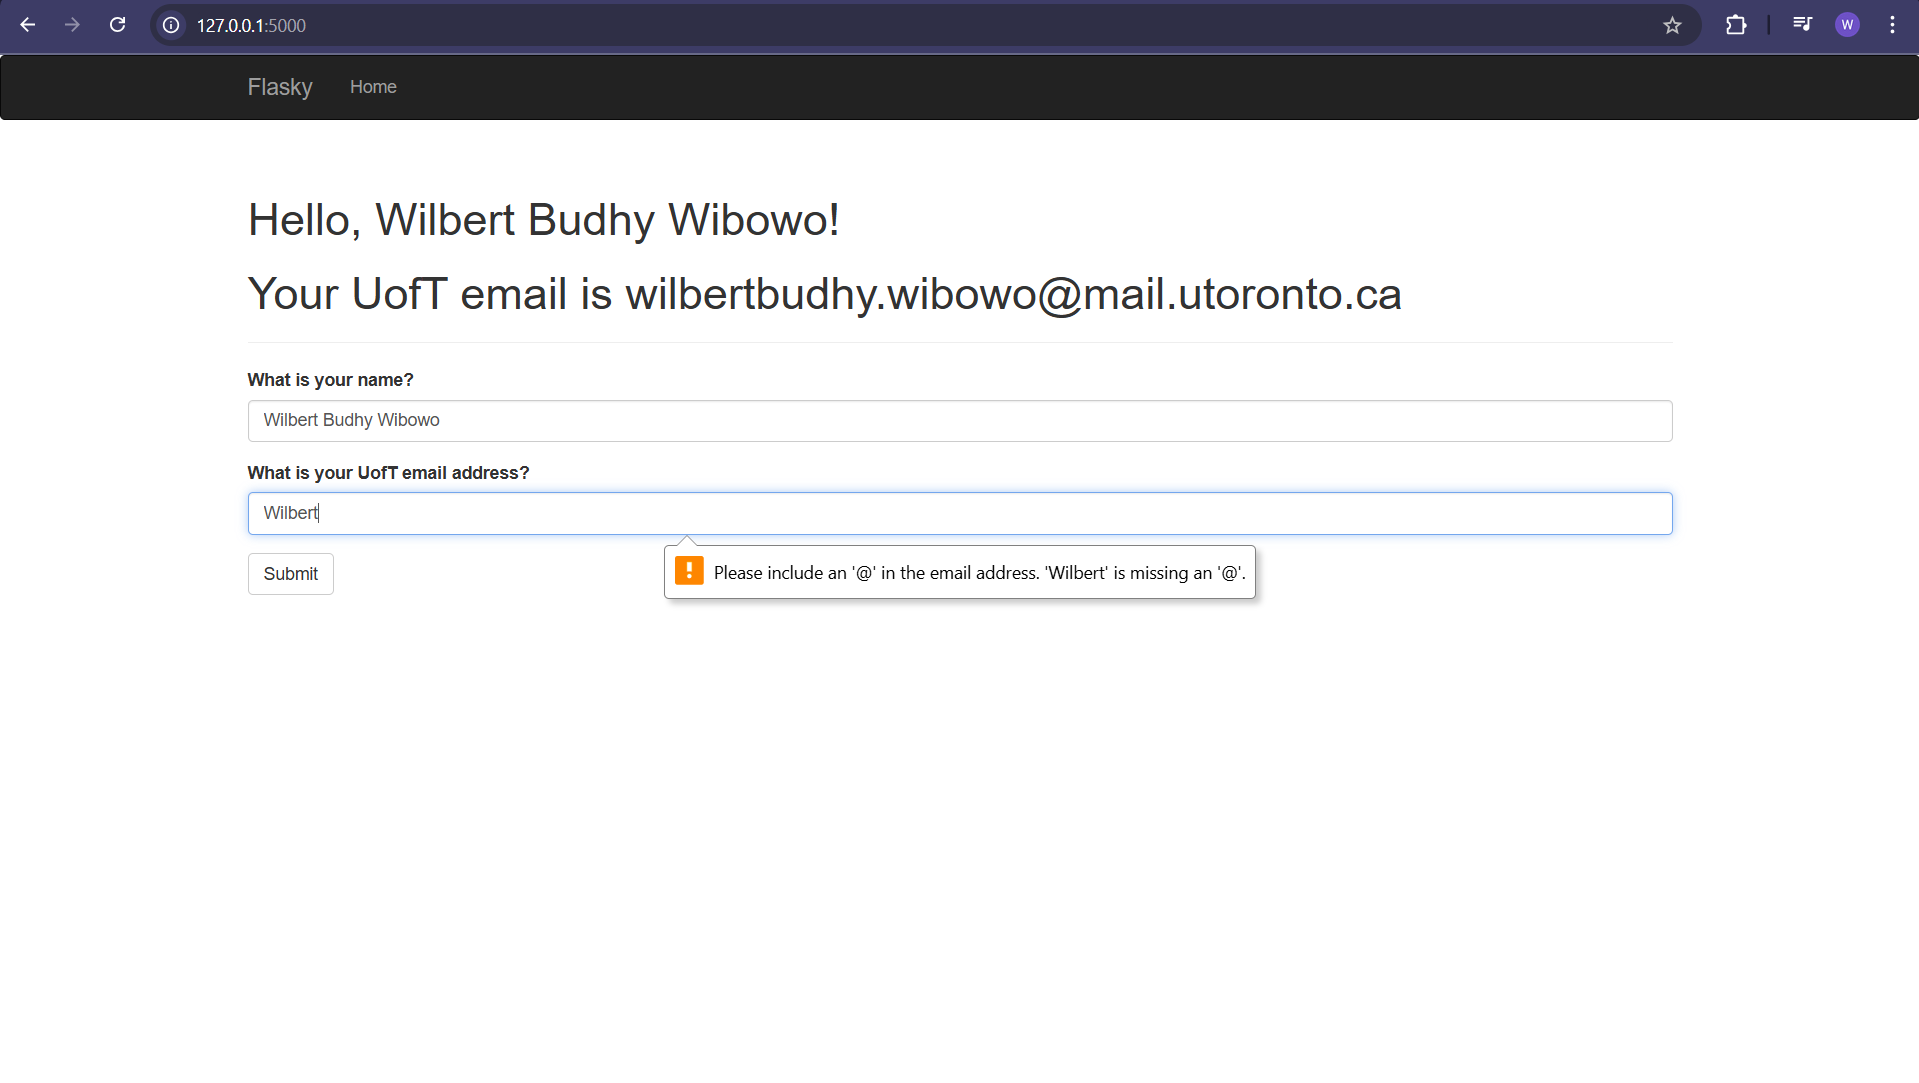 127.0.0.1:5000
W
Flasky Home
Hello, Wilbert Budhy Wibowo!
Your UofT email is wilbertbudhy.wibowo@mail.utoronto.ca
What is your name?
Wilbert Budhy Wibowo
What is your UofT email address?
Wilbert
Please include an '@' in the email address. 'Wilbert' is missing an '@'.
Submit